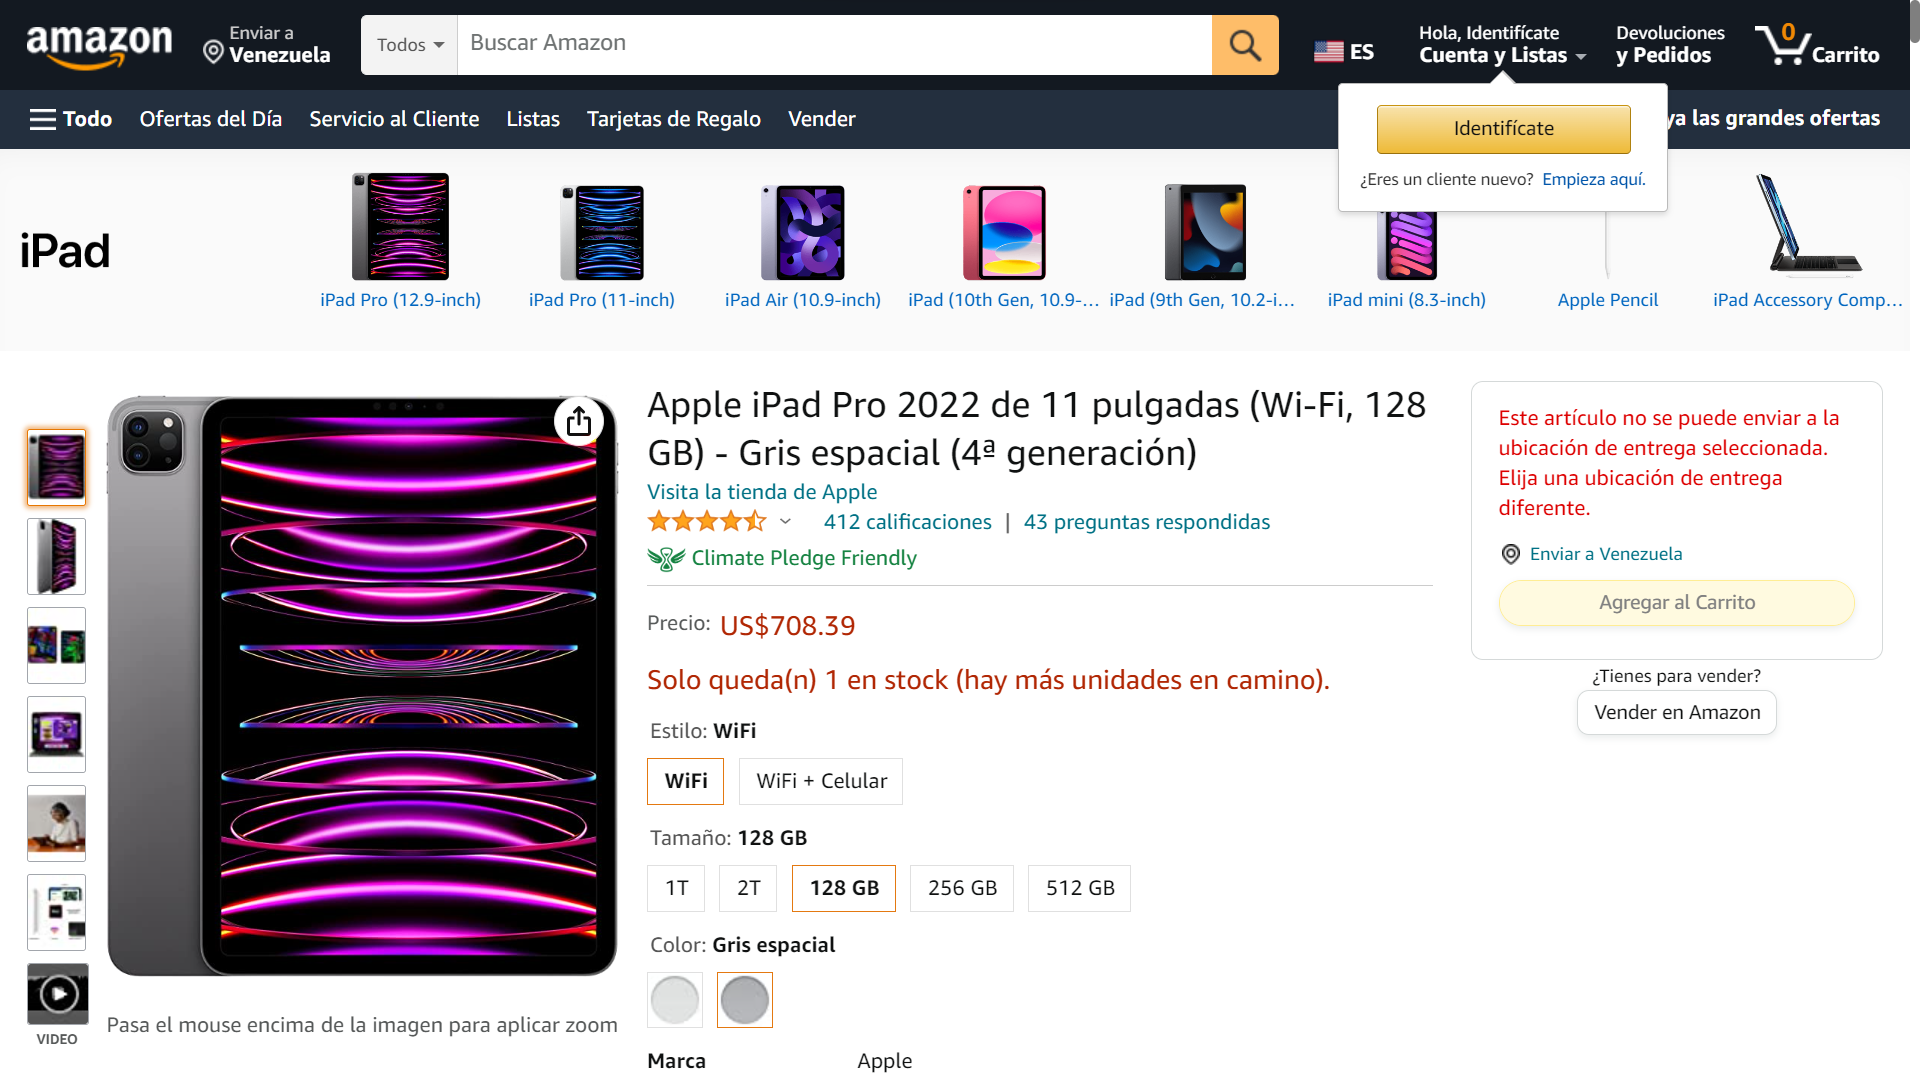 amazon
Enviar a
Venezuela
Todos
Buscar Amazon
ES
Hola, Identifícate
Cuenta y Listas
Devoluciones
y Pedidos
0
Carrito
Todo
Ofertas del Día
Servicio al Cliente
Listas
Tarjetas de Regalo
Vender
ya las grandes ofertas
Identifícate
¿Eres un cliente nuevo? Empieza aquí.
iPad
iPad Pro (12.9-inch)
iPad Pro (11-inch)
iPad Air (10.9-inch)
iPad (10th Gen, 10.9-...
iPad (9th Gen, 10.2-i...
iPad mini (8.3-inch)
Apple Pencil
iPad Accessory Comp...
Apple iPad Pro 2022 de 11 pulgadas (Wi-Fi, 128
GB) - Gris espacial (4ª generación)
Visita la tienda de Apple
412 calificaciones | 43 preguntas respondidas
Climate Pledge Friendly
Precio: US$708.39
Solo queda(n) 1 en stock (hay más unidades en camino).
Estilo: WiFi
WiFi
WiFi + Celular
Tamaño: 128 GB
1T
2T
128 GB
256 GB
512 GB
Color: Gris espacial
Marca
Apple
VIDEO
Pasa el mouse encima de la imagen para aplicar zoom
Este artículo no se puede enviar a la
ubicación de entrega seleccionada.
Elija una ubicación de entrega
diferente.
Enviar a Venezuela
Agregar al Carrito
¿Tienes para vender?
Vender en Amazon